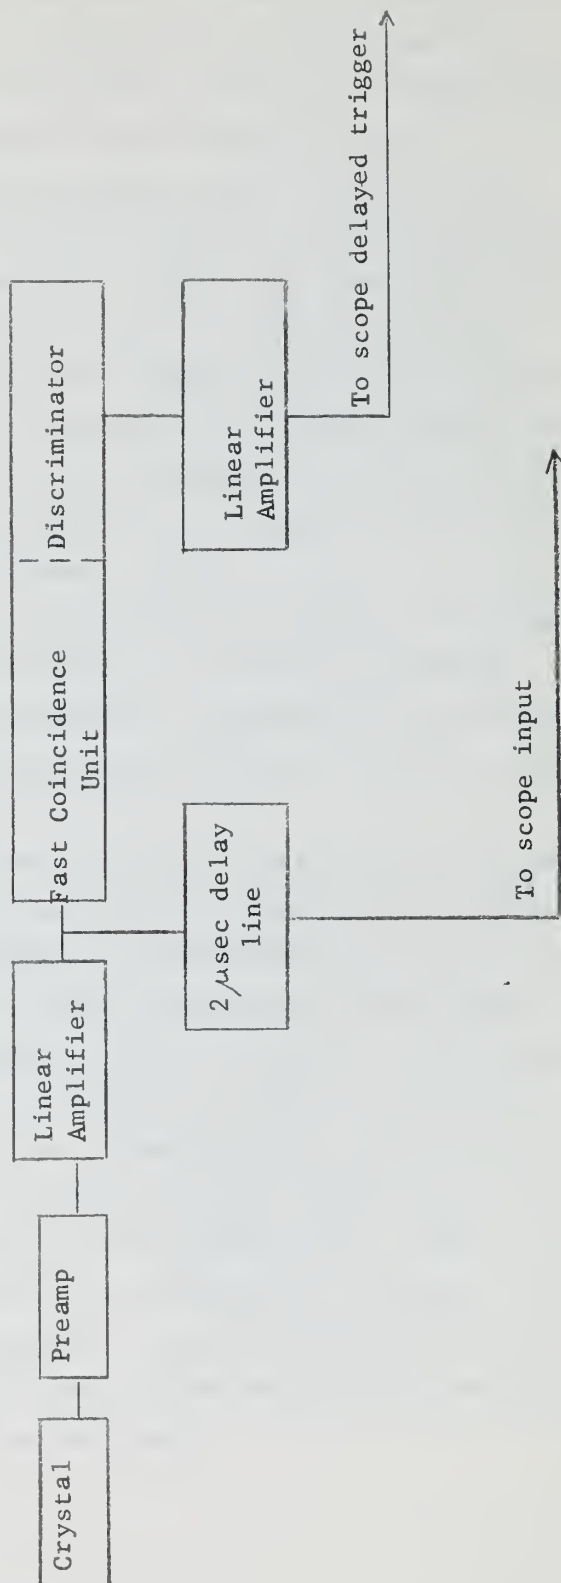 Crystal
Preamp
Linear
Amplifier
Fast Coincidence
Unit
Discriminator
2 μsec delay
line
Linear
Amplifier
To scope delayed trigger
To scope input